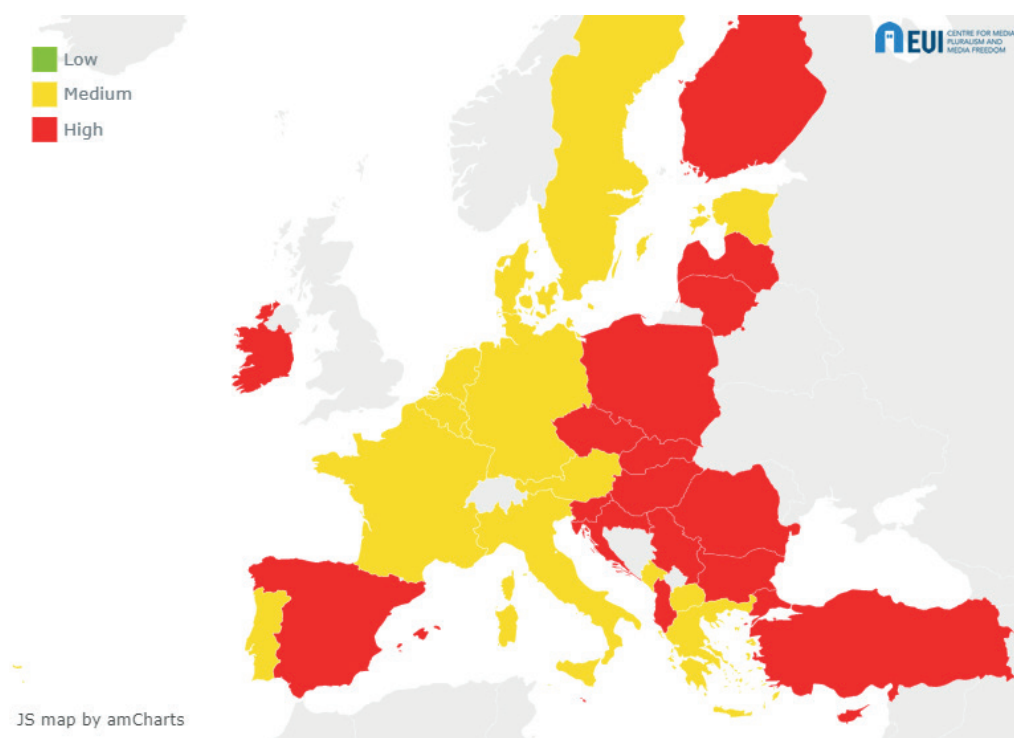 Low
Medium
High
EUI
CENTRE FOR MEDIA
PLURALISM AND
MEDIA FREEDOM
JS map by amCharts